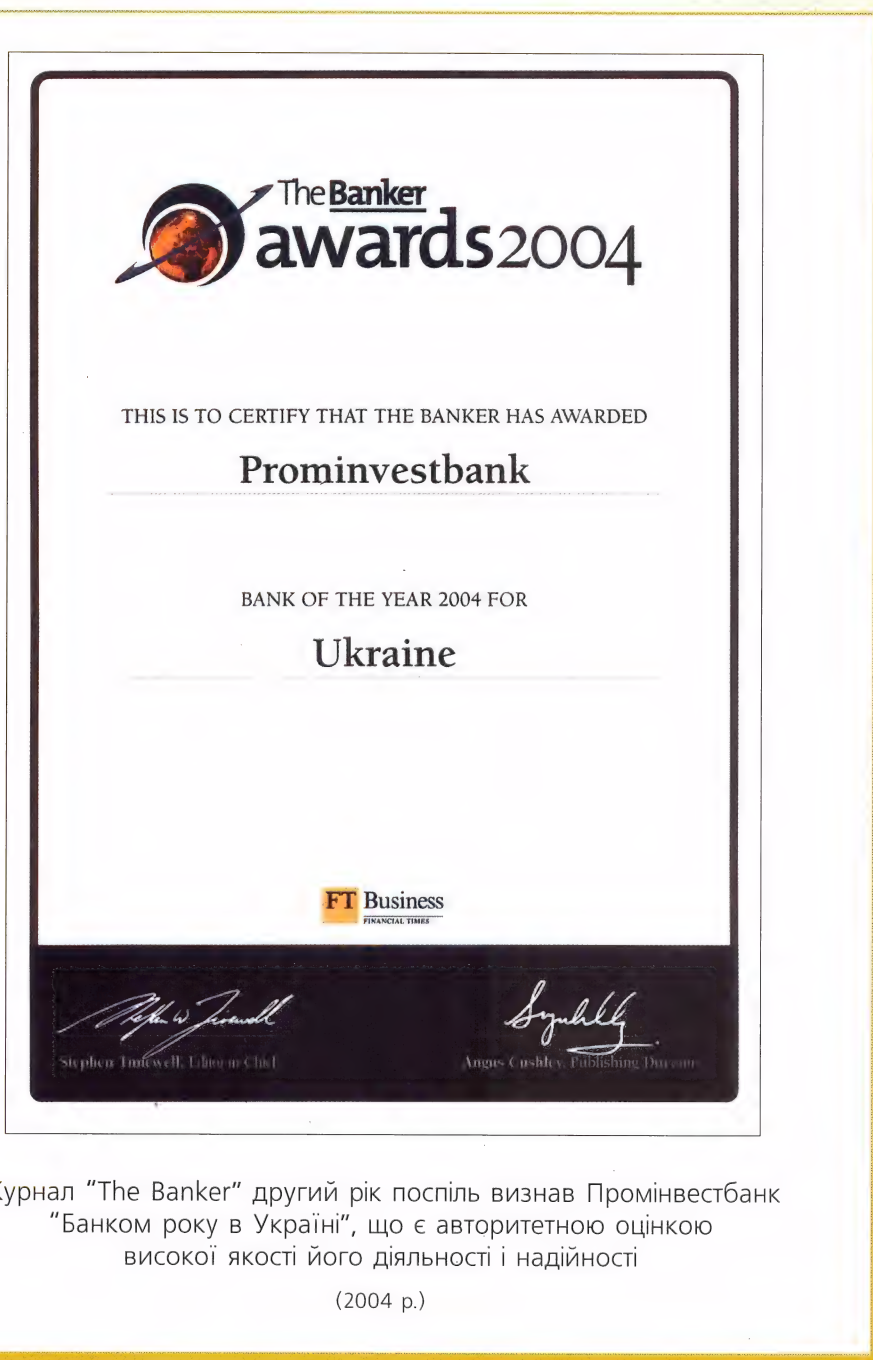 The Banker
awards 2004
THIS IS TO CERTIFY THAT THE BANKER HAS AWARDED
Prominvestbank
BANK OF THE YEAR 2004 FOR
Ukraine
FT Business
FINANCIAL TIMES
Stephen Timewell, Editor in Chief
Angus Cushley, Publishing Director
урнал "The Banker" другий рік поспіль визнав Промінвестбанк
"Банком року в Україні", що є авторитетною оцінкою
високої якості його діяльності і надійності
(2004 р.)